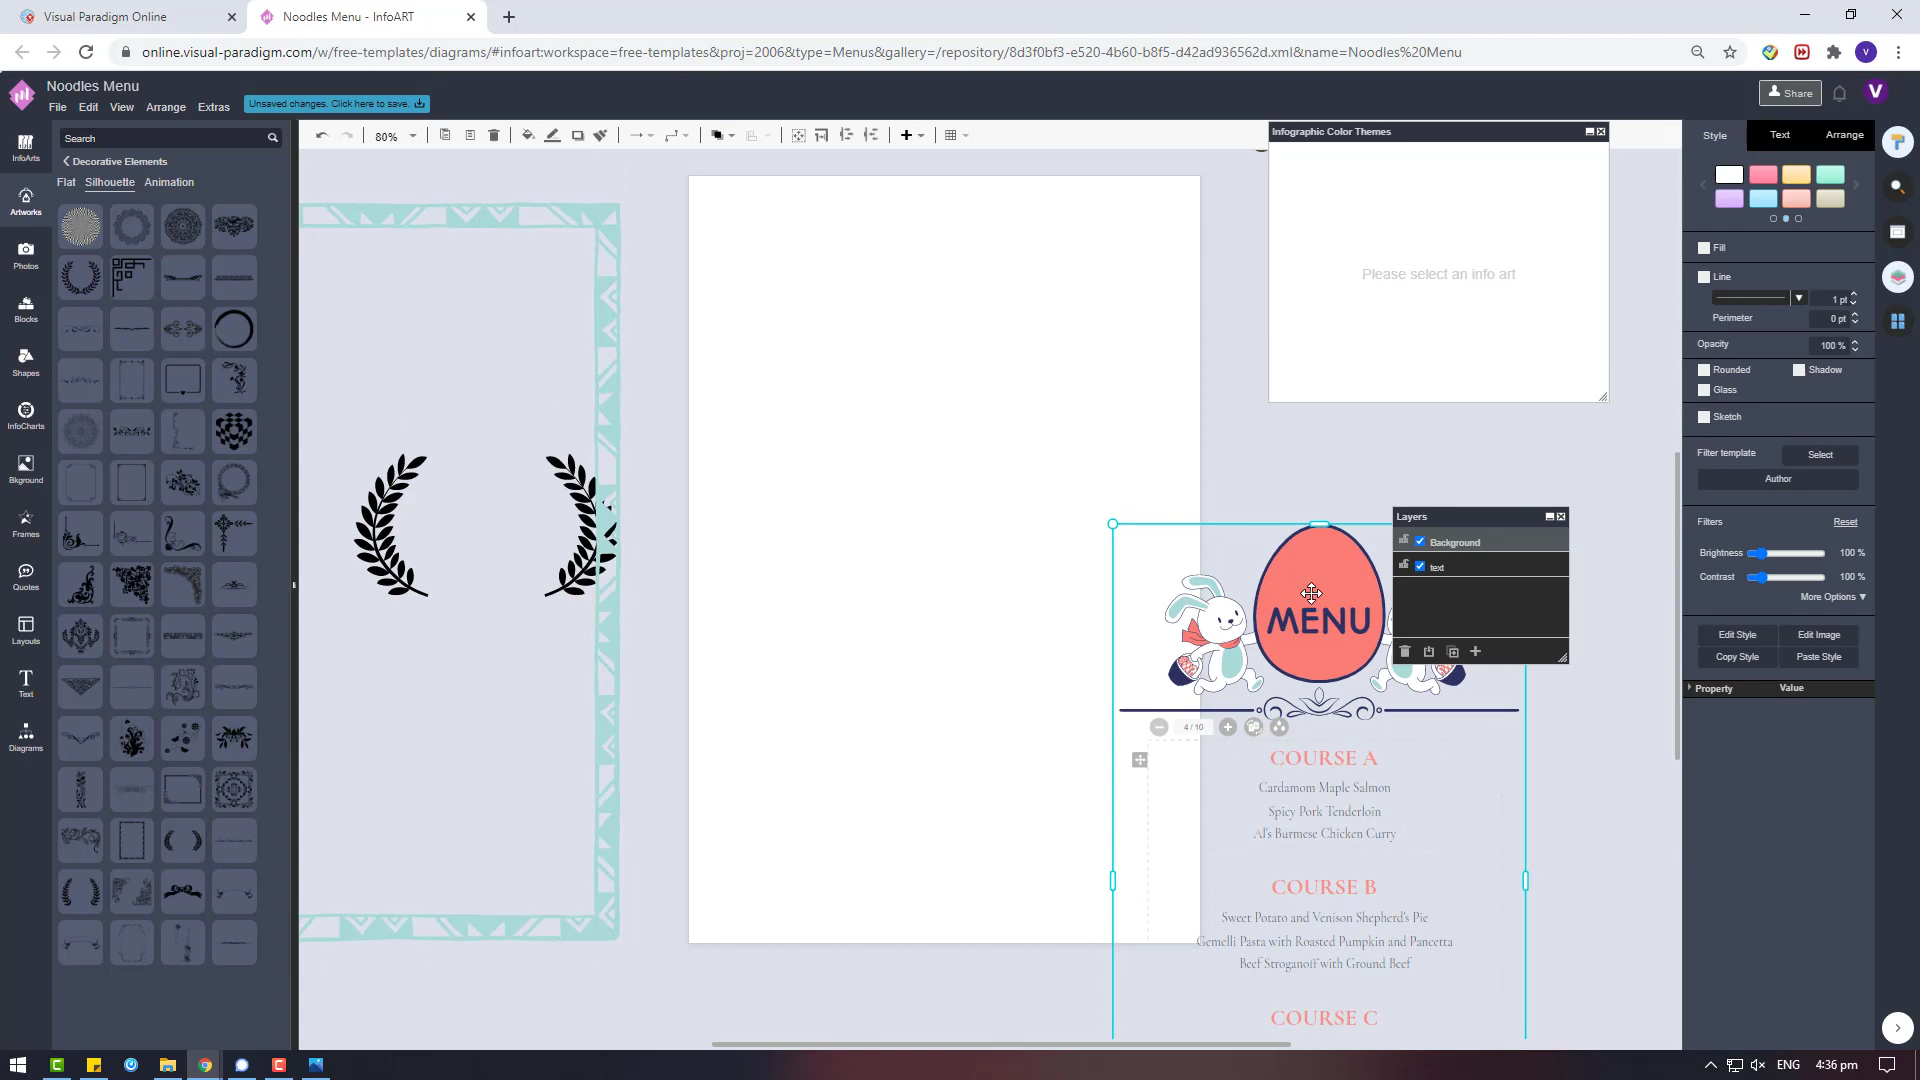 Visual Paradigm Online
Noodles Menu - InfoART
online.visual-paradigm.com/w/free-templates/diagrams/#infoart:workspace=free-templates&proj=2006&type=Menus&gallery=/repository/8d3f0bf3-e520-4b60-b8f5-d42ad936562d.xml&name=Noodles%20Menu
V
Noodles Menu
File
Edit
View
Arrange
Extras
Unsaved changes. Click here to save.
Share
V
InfoArts
Artworks
Photos
Blocks
Shapes
InfoCharts
Bkground
Frames
Quotes
Layouts
Text
Diagrams
Search
Decorative Elements
Flat
Silhouette
Animation
80%
Infographic Color Themes
Please select an info art
Layers
Background
text
MENU
4 / 10
COURSE A
Cardamom Maple Salmon
Spicy Pork Tenderloin
Al's Burmese Chicken Curry
COURSE B
Sweet Potato and Venison Shepherd's Pie
Gemelli Pasta with Roasted Pumpkin and Pancetta
Beef Stroganoff with Ground Beef
COURSE C
Style
Text
Arrange
Fill
Line
1 pt
Perimeter
0 pt
Opacity
100 %
Rounded
Shadow
Glass
Sketch
Filter template
Select
Author
Filters
Reset
Brightness
100 %
Contrast
100 %
More Options ▼
Edit Style
Edit Image
Copy Style
Paste Style
Property
Value
ENG
4:36 pm